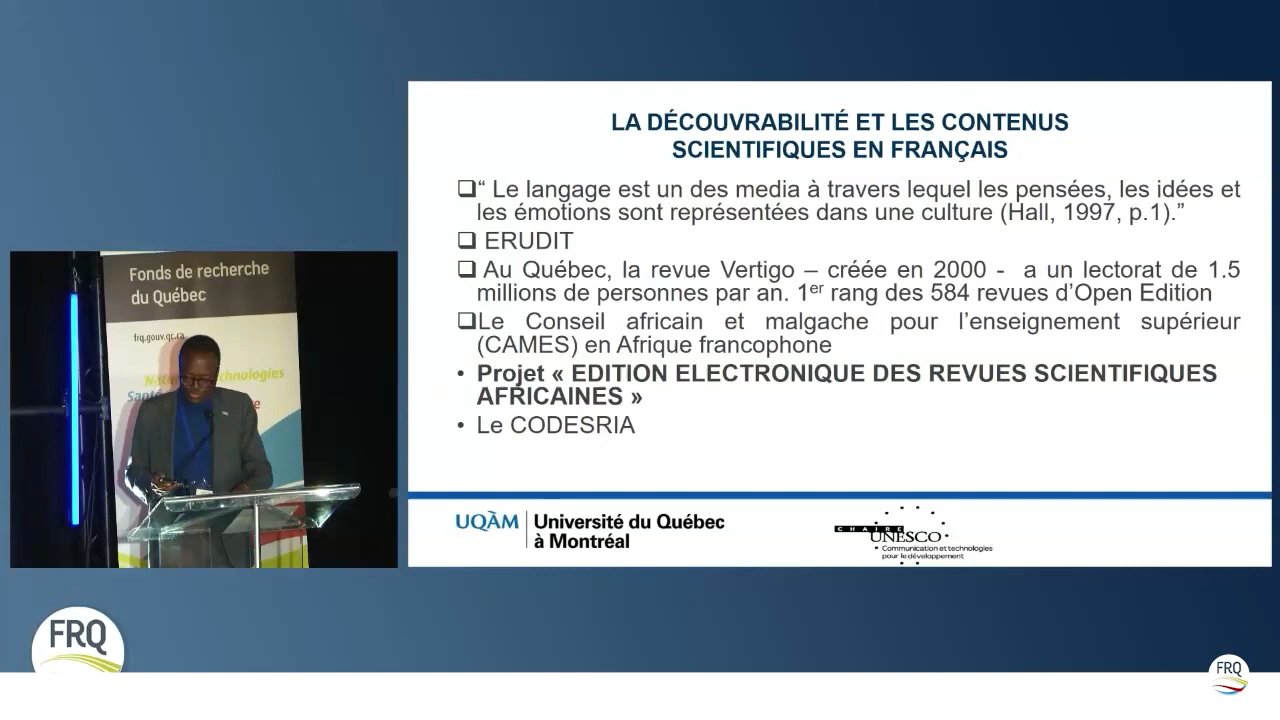 LA DÉCOUVRABILITÉ ET LES CONTENUS
SCIENTIFIQUES EN FRANÇAIS
“ Le langage est un des media à travers lequel les pensées, les idées et
les émotions sont représentées dans une culture (Hall, 1997, p.1).”
ERUDIT
Au Québec, la revue Vertigo – créée en 2000 - a un lectorat de 1.5
millions de personnes par an. 1er rang des 584 revues d’Open Edition
Le Conseil africain et malgache pour l’enseignement supérieur
(CAMES) en Afrique francophone
• Projet « EDITION ELECTRONIQUE DES REVUES SCIENTIFIQUES
AFRICAINES »
• Le CODESRIA
UQÀM Université du Québec
à Montréal
CHAIRE
UNESCO
Communication et technologies
pour le développement
Fonds de recherche
du Québec
frq.gouv.qc.ca
FRQ
FRQ